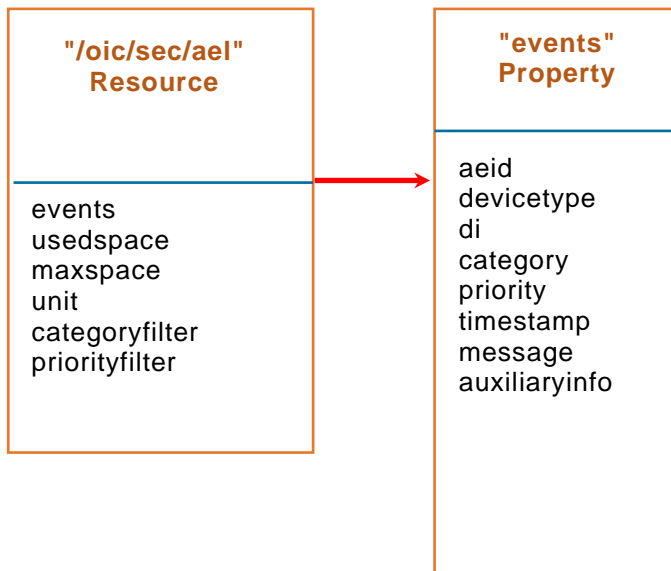 "/oic/sec/ael"
Resource
events
usedspace
maxspace
unit
categoryfilter
priorityfilter
"events"
Property
aeid
devicetype
di
category
priority
timestamp
message
auxiliaryinfo